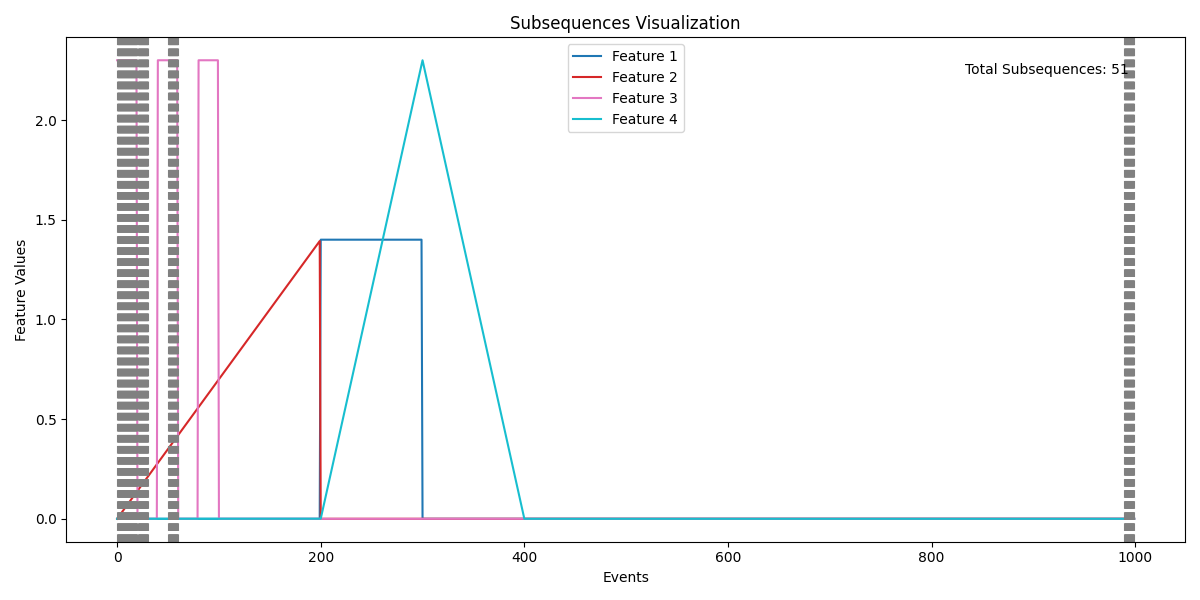 Subsequences Visualization
Feature 1
Feature 2
Feature 3
Feature 4
Total Subsequences: 51
Feature Values
2.0
1.5
1.0
0.5
0.0
0 200 400 600 800 1000
Events